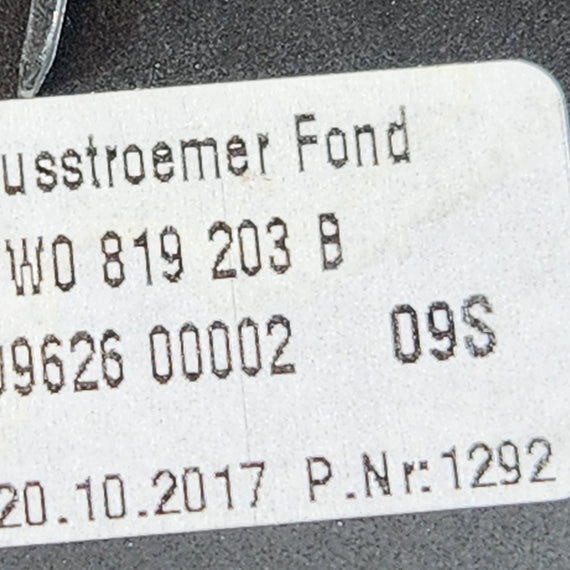 usstroemer Fond
W0 819 203 B
09626 00002 09S
20.10.2017 P.Nr:1292